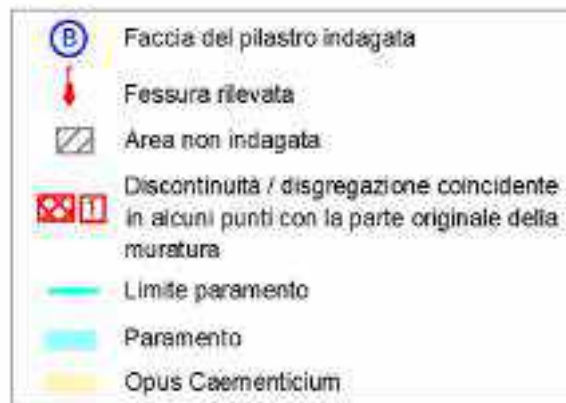 B Faccia del pilastro indagata
Fessura rilevata
Area non indagata
Discontinuità / disgregazione coincidente
in alcuni punti con la parte originale della
muratura
Limite paramento
Paramento
Opus Caementicium